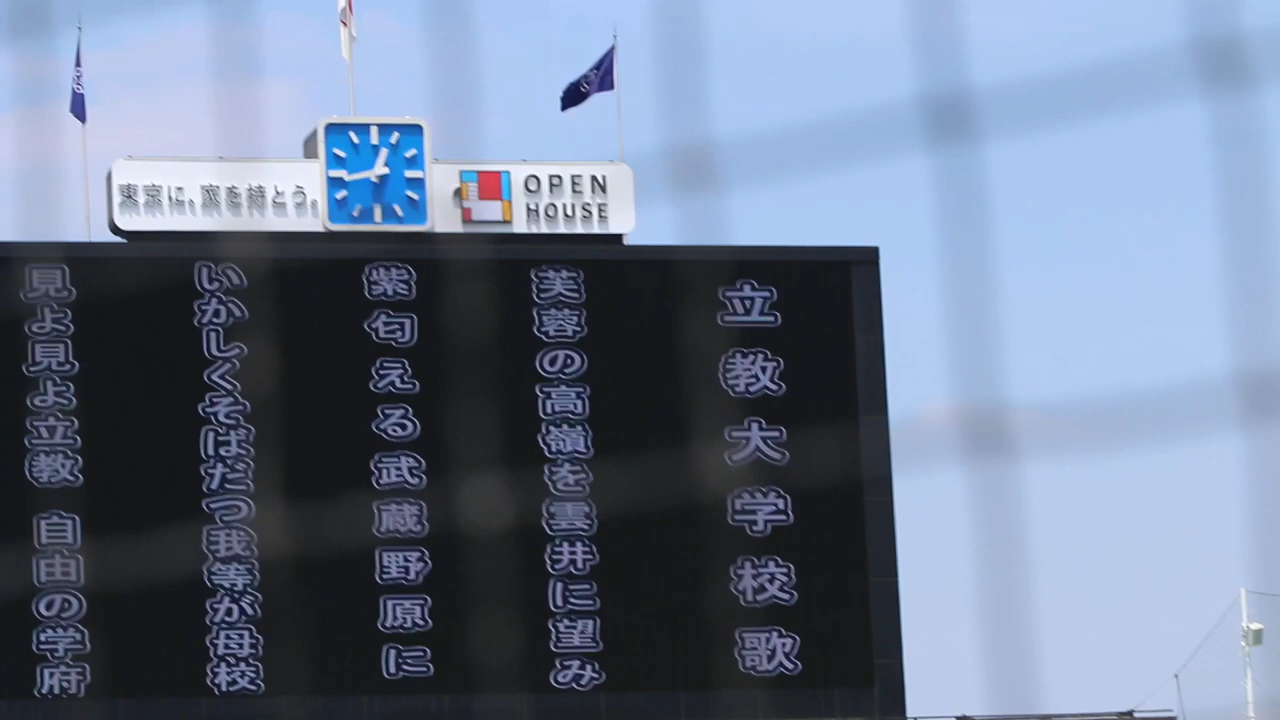 東京に、家を持とう。
OPEN
HOUSE
立教大学校歌
芙蓉の高嶺を雲井に望み
紫匂える武蔵野原に
いかしくそばだつ我等が母校
見よ見よ立教 自由の学府